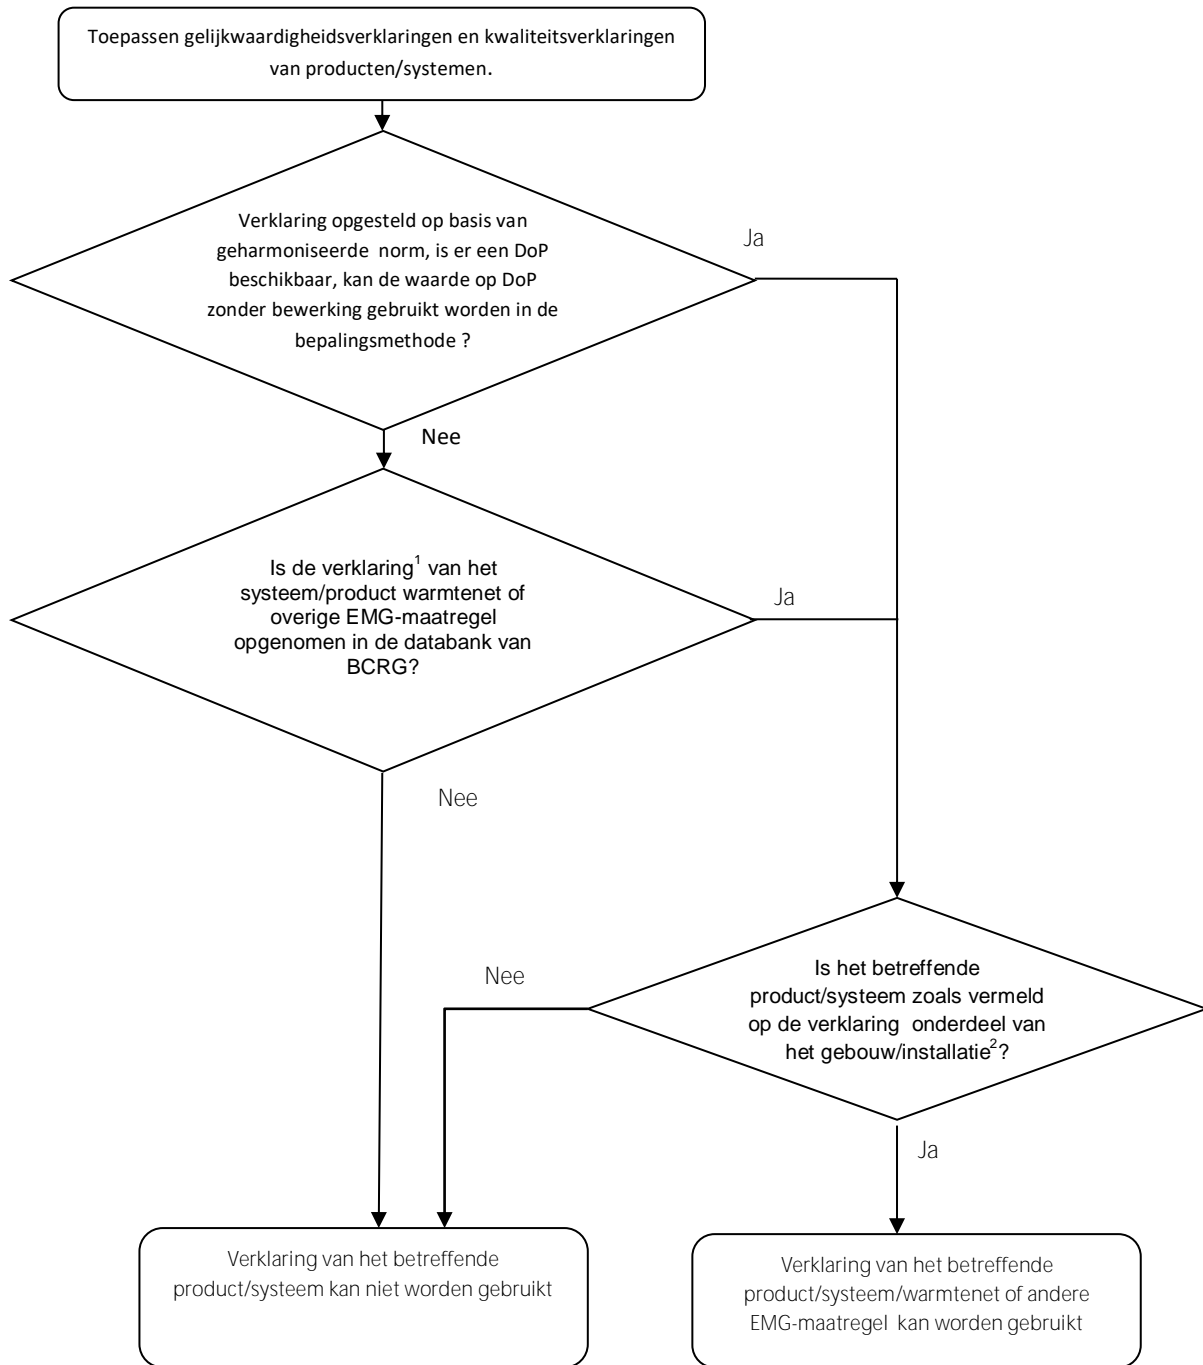 Toepassen gelijkwaardigheidsverklaringen en kwaliteitsverklaringen
van producten/systemen.
Verklaring opgesteld op basis van
geharmoniseerde norm, is er een DoP
beschikbaar, kan de waarde op DoP
zonder bewerking gebruikt worden in de
bepalingsmethode ?
Ja
Nee
Is de verklaring¹ van het
systeem/product warmtenet of
overige EMG-maatregel
opgenomen in de databank van
BCRG?
Ja
Nee
Is het betreffende
product/systeem zoals vermeld
op de verklaring onderdeel van
het gebouw/installatie²?
Nee
Ja
Verklaring van het betreffende
product/systeem kan niet worden gebruikt
Verklaring van het betreffende
product/systeem/warmtenet of andere
EMG-maatregel kan worden gebruikt